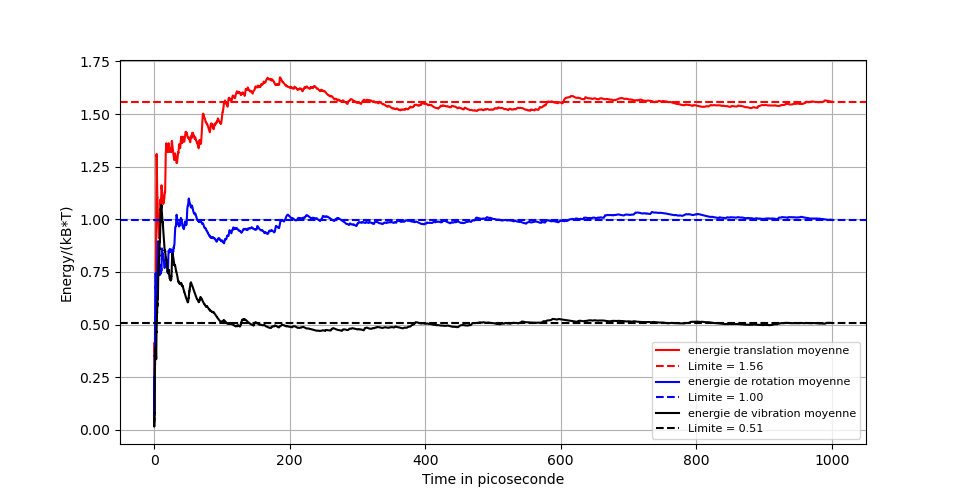 1.75
1.50
1.25
1.00
0.75
0.50
0.25
0.00
Energy/(kB*T)
energie translation moyenne
Limite = 1.56
energie de rotation moyenne
Limite = 1.00
energie de vibration moyenne
Limite = 0.51
0 200 400 600 800 1000
Time in picoseconde